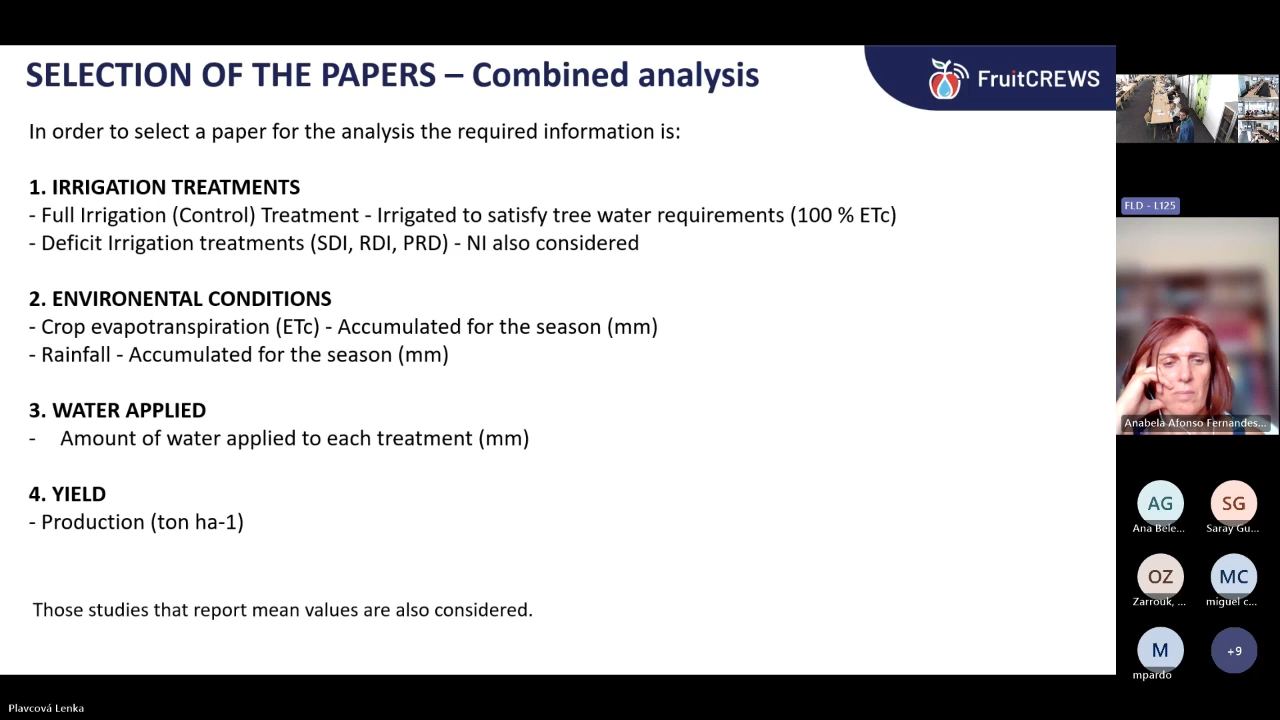 SELECTION OF THE PAPERS – Combined analysis
FruitCREWS
In order to select a paper for the analysis the required information is:
1. IRRIGATION TREATMENTS
- Full Irrigation (Control) Treatment - Irrigated to satisfy tree water requirements (100 % ETc)
- Deficit Irrigation treatments (SDI, RDI, PRD) - NI also considered
2. ENVIRONENTAL CONDITIONS
- Crop evapotranspiration (ETc) - Accumulated for the season (mm)
- Rainfall - Accumulated for the season (mm)
3. WATER APPLIED
- Amount of water applied to each treatment (mm)
4. YIELD
- Production (ton ha-1)
Those studies that report mean values are also considered.
FLD - L125
Anabela Afonso Fernandes...
AG
Ana Bele...
SG
Saray Gu...
OZ
Zarrouk, ...
MC
miguel c...
M
mpardo
+9
Plavcová Lenka